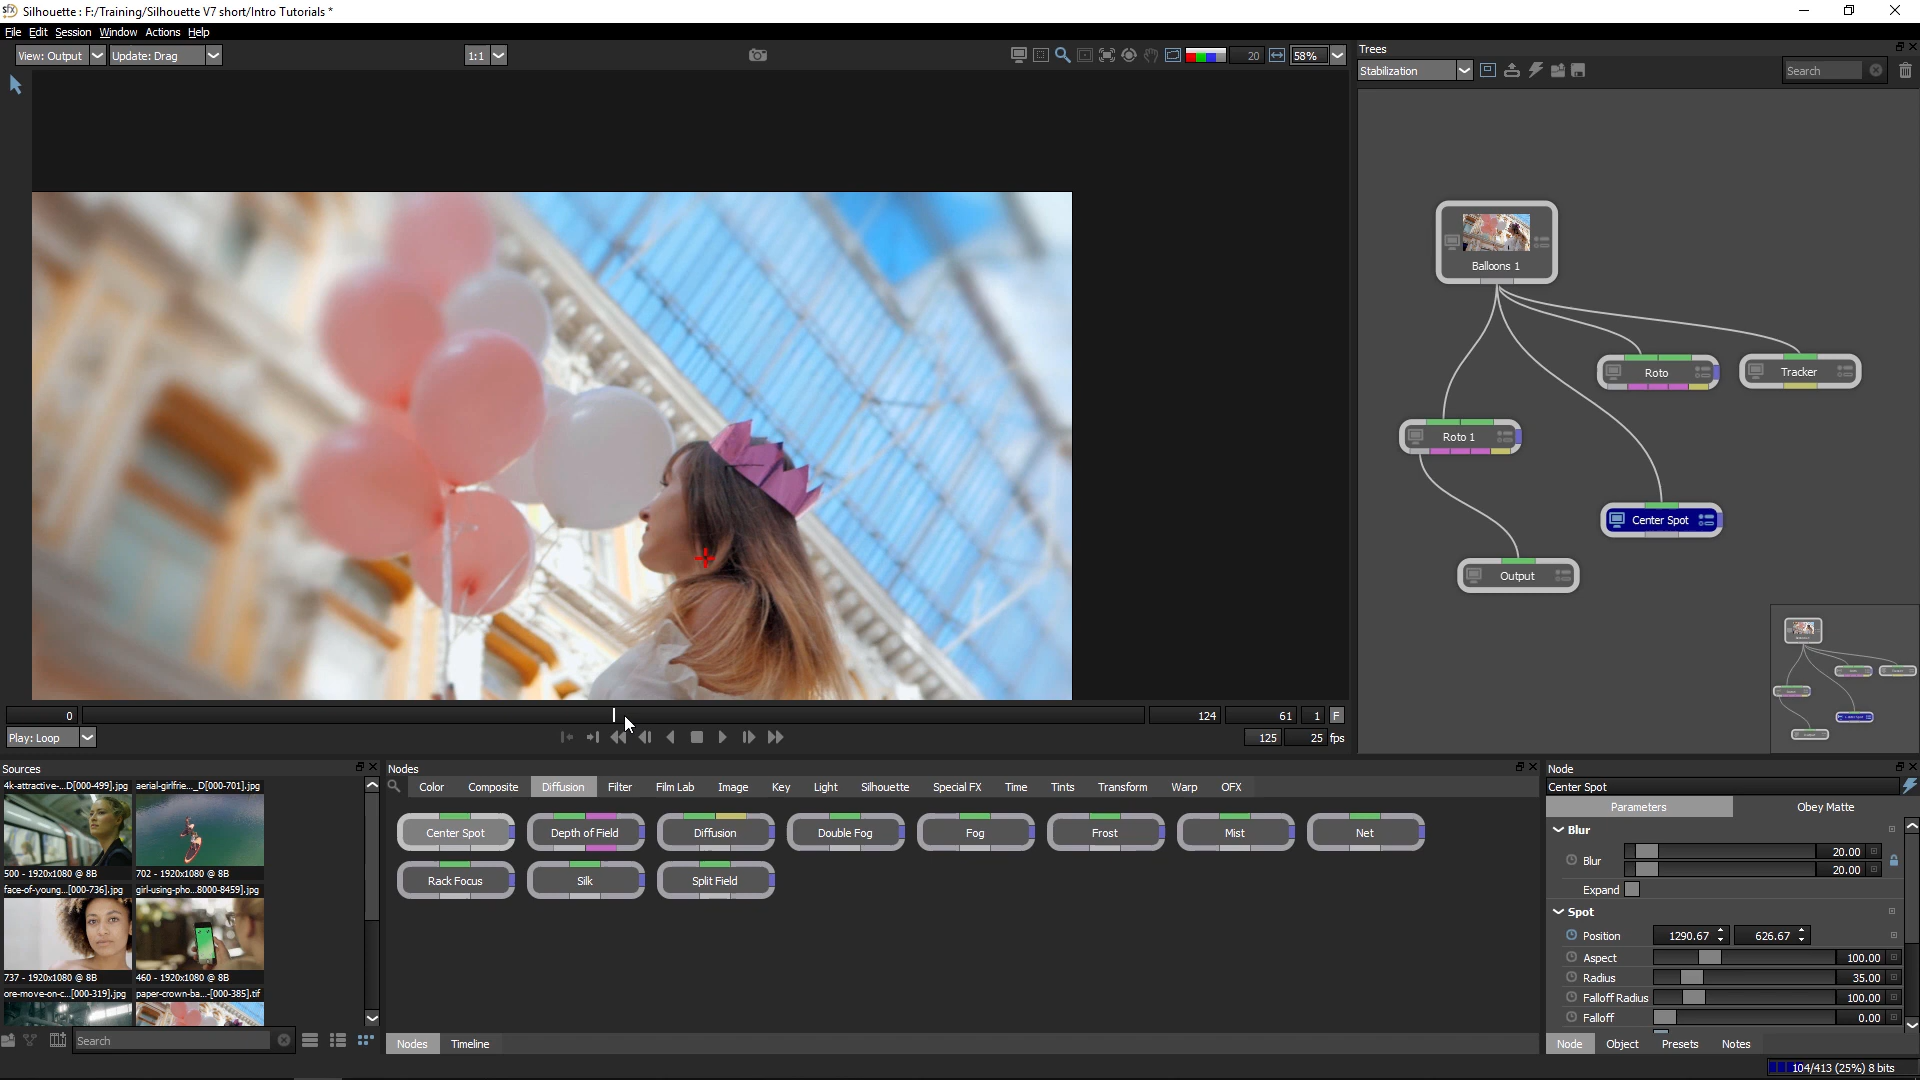 Silhouette : F:/Training/Silhouette V7 short/Intro Tutorials *
File Edit Session Window Actions Help
View: Output Update: Drag 1:1 20 58%
Trees
Stabilization Search
Balloons 1
Roto
Tracker
Roto 1
Center Spot
Output
0 124 61 1 F
Play: Loop 125 25 fps
Sources
4k-attractive-...D[000-499].jpg aerial-girlfrie..._D[000-701].jpg
500 - 1920x1080 @ 8B 702 - 1920x1080 @ 8B
face-of-young...[000-736].jpg girl-using-pho...8000-8459].jpg
737 - 1920x1080 @ 8B 460 - 1920x1080 @ 8B
ore-move-on-c...[000-319].jpg paper-crown-ba...-[000-385].tif
Search
Nodes
Color Composite Diffusion Filter Film Lab Image Key Light Silhouette Special FX Time Tints Transform Warp OFX
Center Spot Depth of Field Diffusion Double Fog Fog Frost Mist Net
Rack Focus Silk Split Field
Nodes Timeline
Node
Center Spot
Parameters Obey Matte
Blur
Blur 20.00
20.00
Expand
Spot
Position 1290.67 626.67
Aspect 100.00
Radius 35.00
Falloff Radius 100.00
Falloff 0.00
Node Object Presets Notes
104/413 (25%) 8 bits